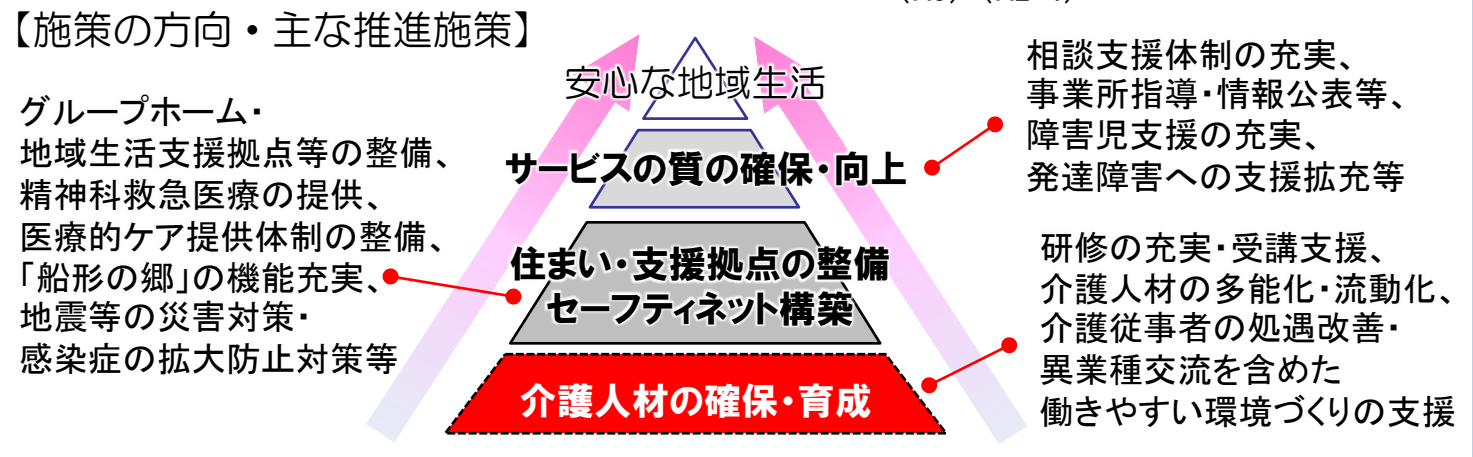 【施策の方向・主な推進施策】
グループホーム・
地域生活支援拠点等の整備、
精神科救急医療の提供、
医療的ケア提供体制の整備、
「船形の郷」の機能充実、
地震等の災害対策・
感染症の拡大防止対策等
安心な地域生活
サービスの質の確保・向上
住まい・支援拠点の整備
セーフティネット構築
介護人材の確保・育成
相談支援体制の充実、
事業所指導・情報公表等、
障害児支援の充実、
発達障害への支援拡充等
研修の充実・受講支援、
介護人材の多能化・流動化、
介護従事者の処遇改善・
異業種交流を含めた
働きやすい環境づくりの支援